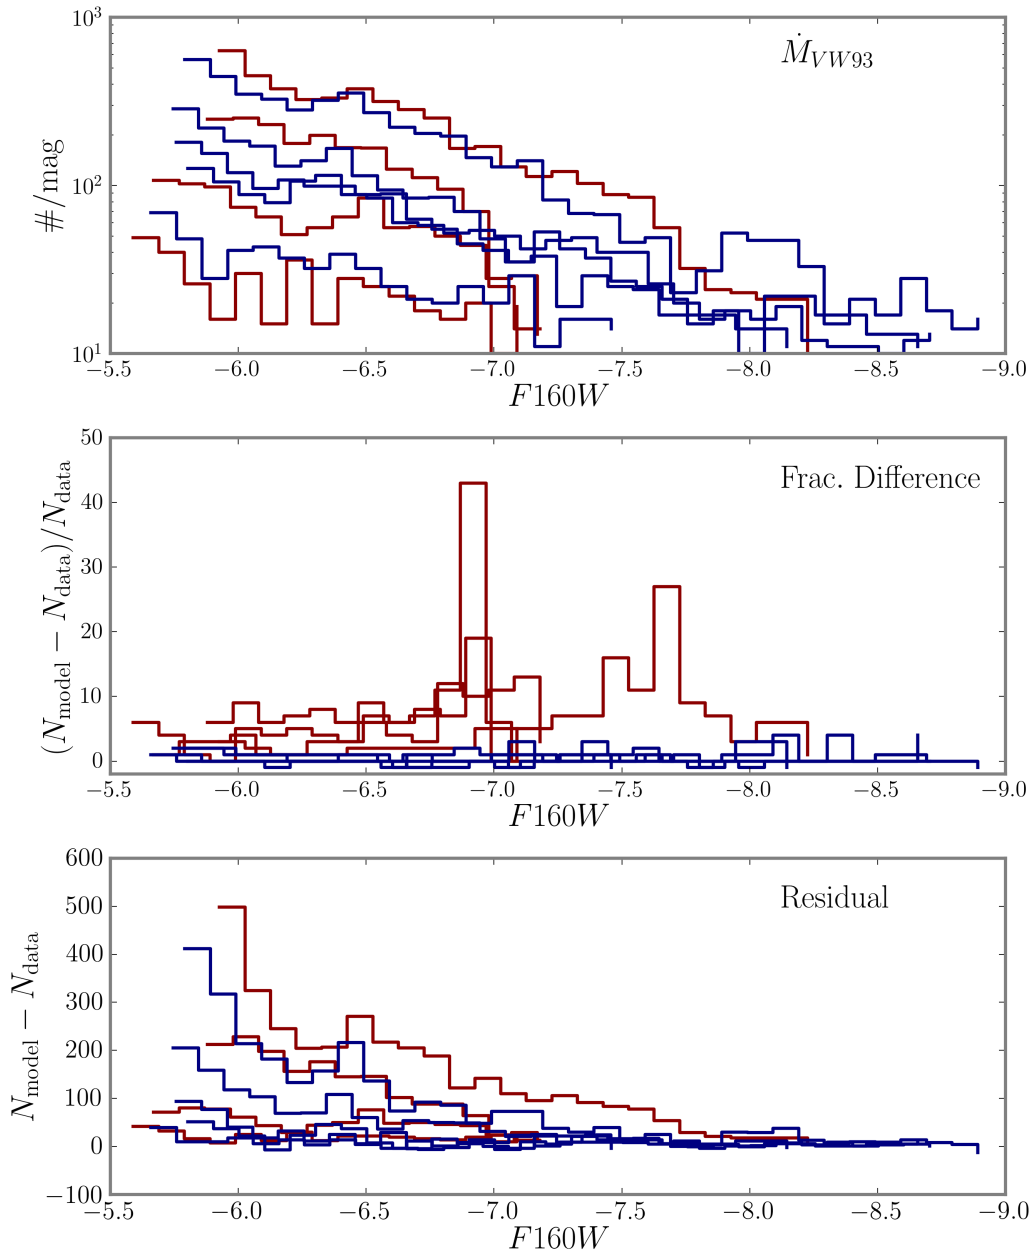 10³
Ṁ_VW93
#/mag
10²
10¹
−5.5 −6.0 −6.5 −7.0 −7.5 −8.0 −8.5 −9.0
F160W
50
Frac. Difference
40
(N_model − N_data)/N_data
30
20
10
0
−5.5 −6.0 −6.5 −7.0 −7.5 −8.0 −8.5 −9.0
F160W
600
Residual
500
400
N_model − N_data
300
200
100
0
−100
−5.5 −6.0 −6.5 −7.0 −7.5 −8.0 −8.5 −9.0
F160W